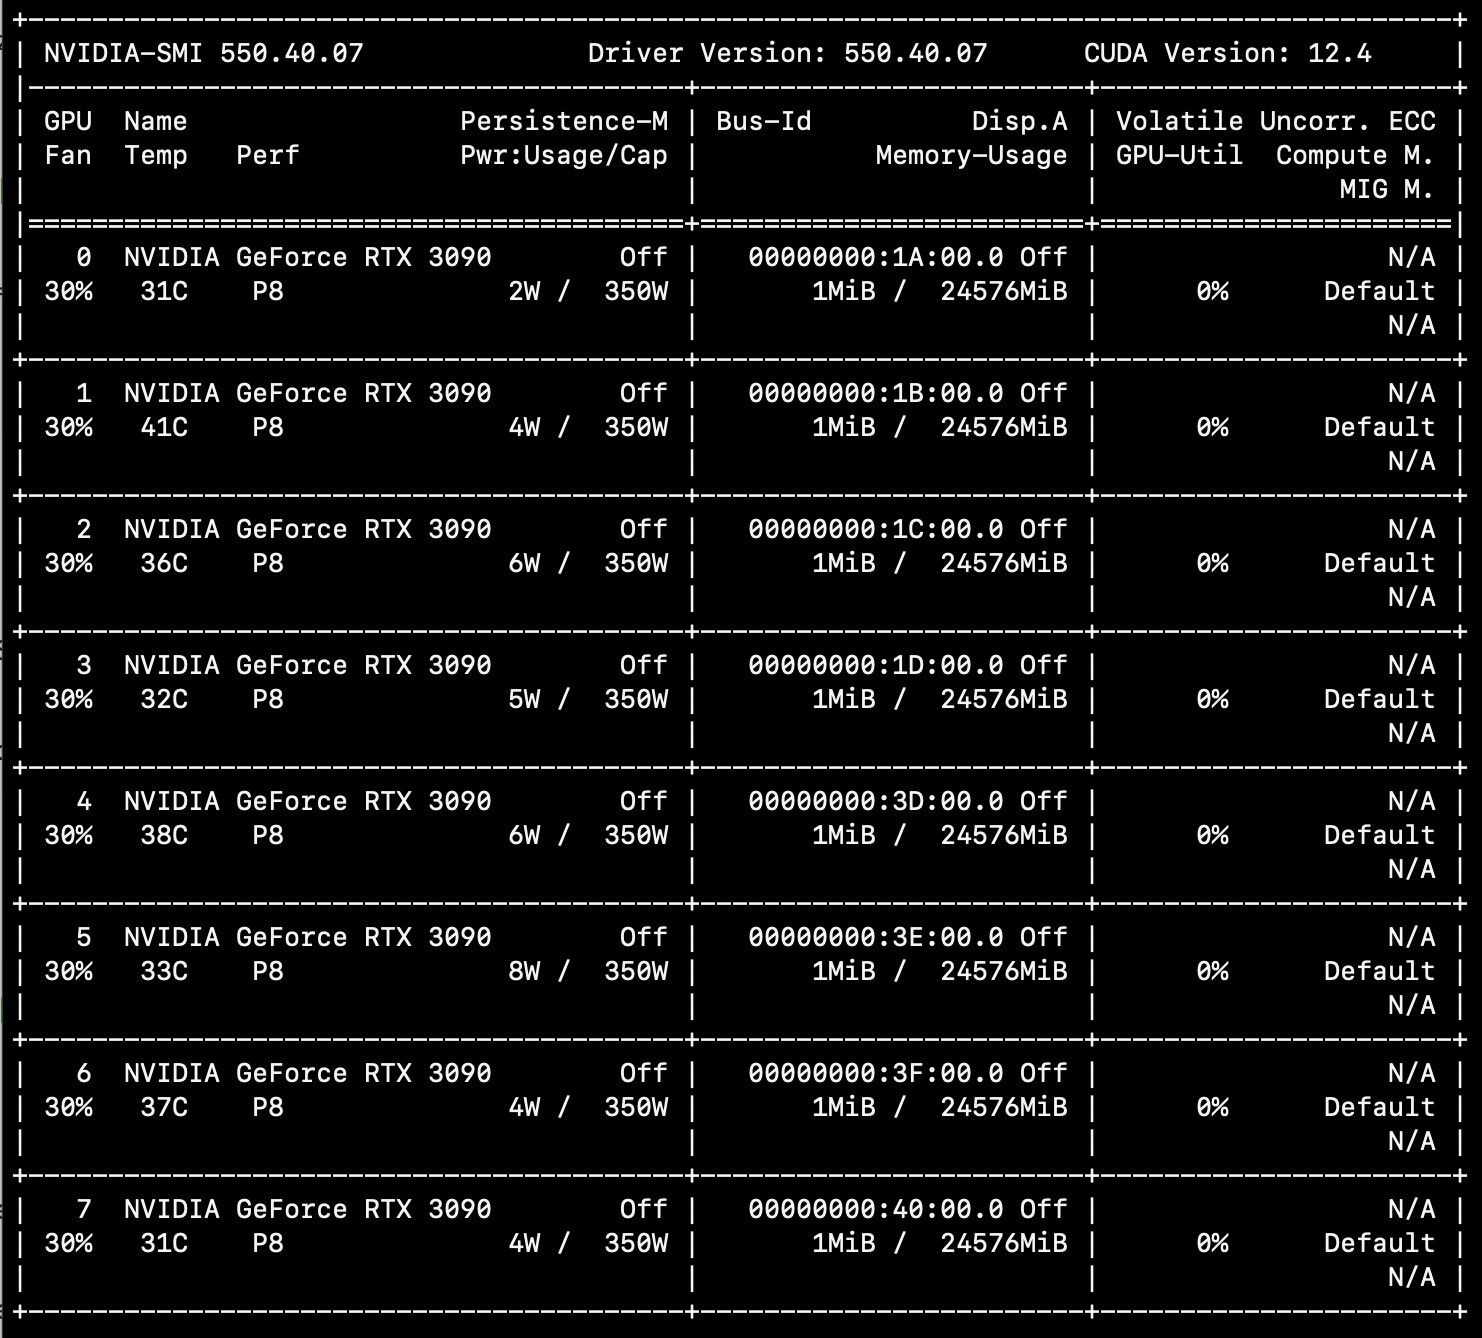 +-----------------------------------------------------------------------------------------+
| NVIDIA-SMI 550.40.07              Driver Version: 550.40.07      CUDA Version: 12.4     |
|-----------------------------------------+------------------------+----------------------+
| GPU  Name                 Persistence-M | Bus-Id          Disp.A | Volatile Uncorr. ECC |
| Fan  Temp   Perf          Pwr:Usage/Cap |           Memory-Usage | GPU-Util  Compute M. |
|                                         |                        |               MIG M. |
|=========================================+========================+======================|
|   0  NVIDIA GeForce RTX 3090        Off |   00000000:1A:00.0 Off |                  N/A |
| 30%   31C    P8              2W /  350W |       1MiB /  24576MiB |      0%      Default |
|                                         |                        |                  N/A |
+-----------------------------------------+------------------------+----------------------+
|   1  NVIDIA GeForce RTX 3090        Off |   00000000:1B:00.0 Off |                  N/A |
| 30%   41C    P8              4W /  350W |       1MiB /  24576MiB |      0%      Default |
|                                         |                        |                  N/A |
+-----------------------------------------+------------------------+----------------------+
|   2  NVIDIA GeForce RTX 3090        Off |   00000000:1C:00.0 Off |                  N/A |
| 30%   36C    P8              6W /  350W |       1MiB /  24576MiB |      0%      Default |
|                                         |                        |                  N/A |
+-----------------------------------------+------------------------+----------------------+
|   3  NVIDIA GeForce RTX 3090        Off |   00000000:1D:00.0 Off |                  N/A |
| 30%   32C    P8              5W /  350W |       1MiB /  24576MiB |      0%      Default |
|                                         |                        |                  N/A |
+-----------------------------------------+------------------------+----------------------+
|   4  NVIDIA GeForce RTX 3090        Off |   00000000:3D:00.0 Off |                  N/A |
| 30%   38C    P8              6W /  350W |       1MiB /  24576MiB |      0%      Default |
|                                         |                        |                  N/A |
+-----------------------------------------+------------------------+----------------------+
|   5  NVIDIA GeForce RTX 3090        Off |   00000000:3E:00.0 Off |                  N/A |
| 30%   33C    P8              8W /  350W |       1MiB /  24576MiB |      0%      Default |
|                                         |                        |                  N/A |
+-----------------------------------------+------------------------+----------------------+
|   6  NVIDIA GeForce RTX 3090        Off |   00000000:3F:00.0 Off |                  N/A |
| 30%   37C    P8              4W /  350W |       1MiB /  24576MiB |      0%      Default |
|                                         |                        |                  N/A |
+-----------------------------------------+------------------------+----------------------+
|   7  NVIDIA GeForce RTX 3090        Off |   00000000:40:00.0 Off |                  N/A |
| 30%   31C    P8              4W /  350W |       1MiB /  24576MiB |      0%      Default |
|                                         |                        |                  N/A |
+-----------------------------------------+------------------------+----------------------+